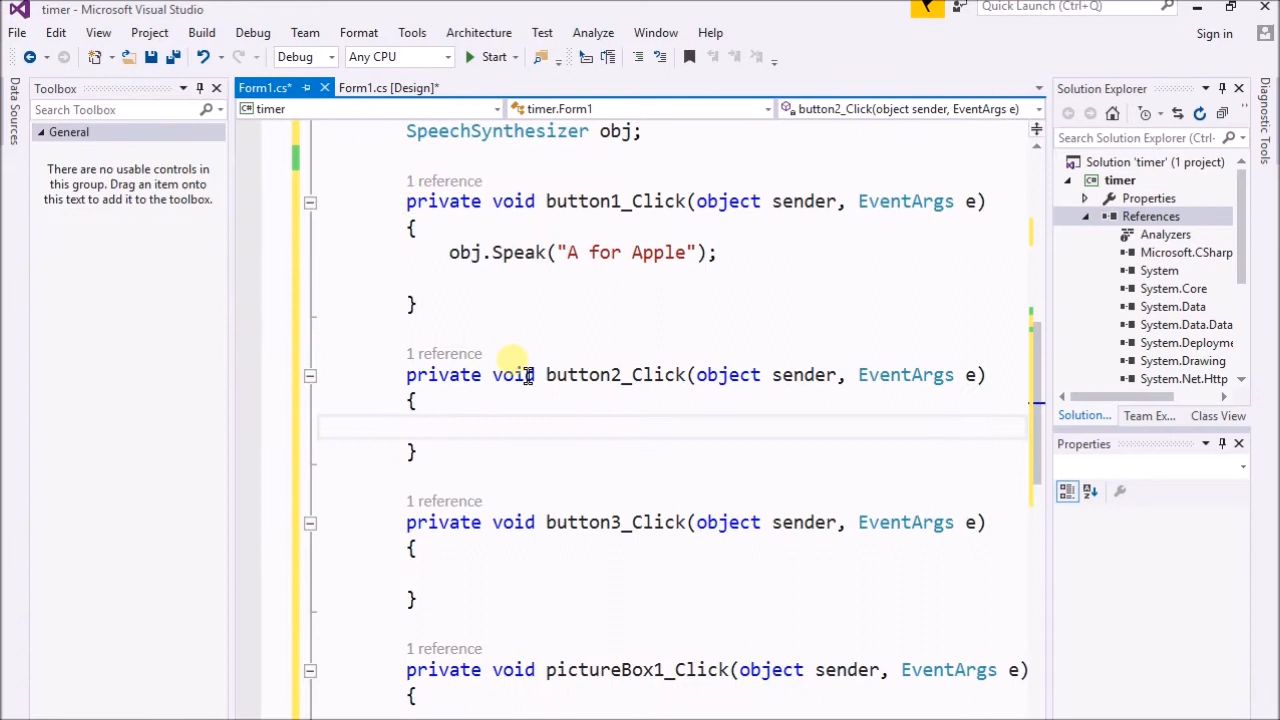 timer - Microsoft Visual Studio
Quick Launch (Ctrl+Q)
File Edit View Project Build Debug Team Format Tools Architecture Test Analyze Window Help
Sign in
Debug Any CPU Start
Data Sources
Toolbox
Search Toolbox
General
There are no usable controls in
this group. Drag an item onto
this text to add it to the toolbox.
Form1.cs* Form1.cs [Design]*
timer timer.Form1 button2_Click(object sender, EventArgs e)
SpeechSynthesizer obj;
1 reference
private void button1_Click(object sender, EventArgs e)
{
obj.Speak("A for Apple");
}
1 reference
private void button2_Click(object sender, EventArgs e)
{
}
1 reference
private void button3_Click(object sender, EventArgs e)
{
}
1 reference
private void pictureBox1_Click(object sender, EventArgs e)
{
Solution Explorer
Search Solution Explorer (Ctrl-
Solution 'timer' (1 project)
timer
Properties
References
Analyzers
Microsoft.CSharp
System
System.Core
System.Data
System.Data.Data
System.Deployme
System.Drawing
System.Net.Http
Solution... Team Ex... Class View
Properties
Diagnostic Tools